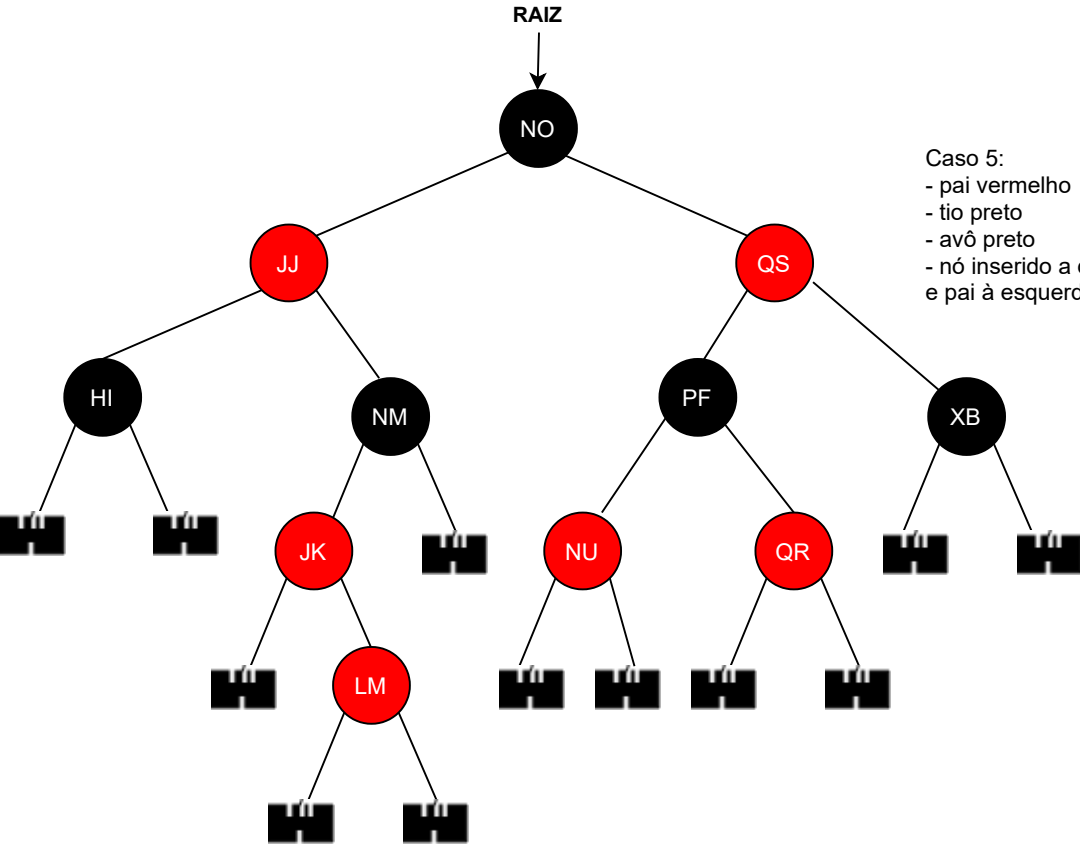 RAIZ
NO
Caso 5:
- pai vermelho
- tio preto
- avô preto
- nó inserido a
e pai à
JJ
QS
HI
NM
PF
XB
JK
NU
QR
LM